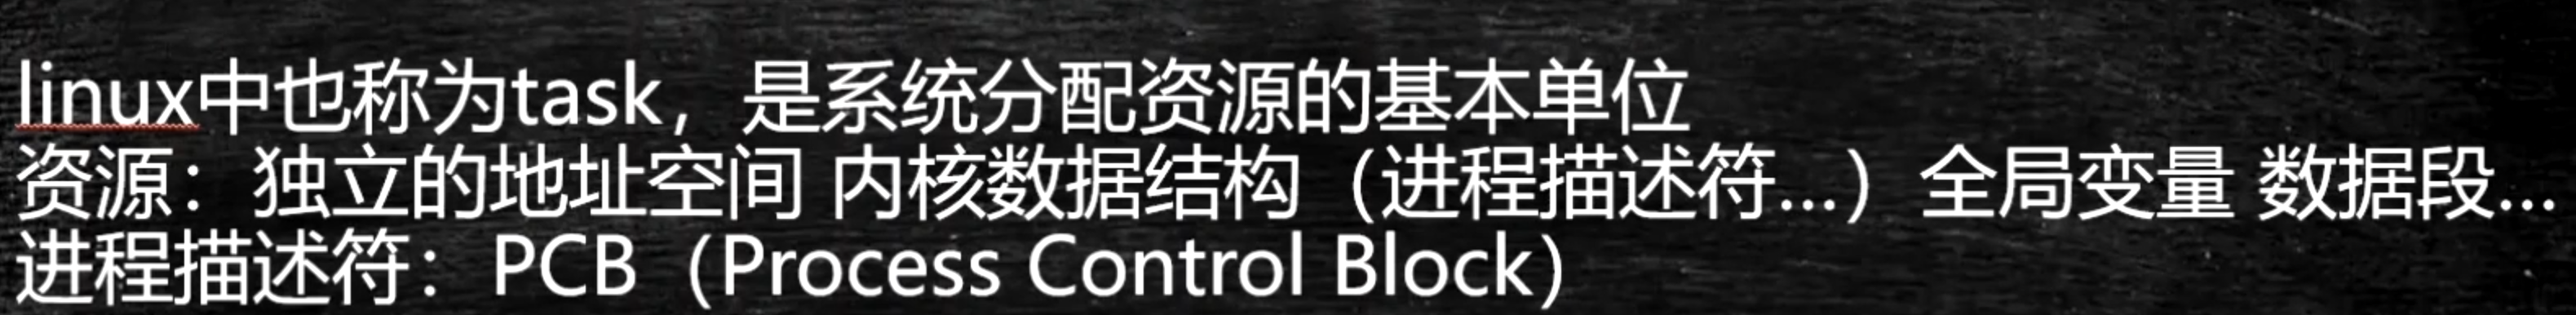 linux中也称为task，是系统分配资源的基本单位
资源：独立的地址空间 内核数据结构（进程描述符...）全局变量 数据段...
进程描述符：PCB（Process Control Block）